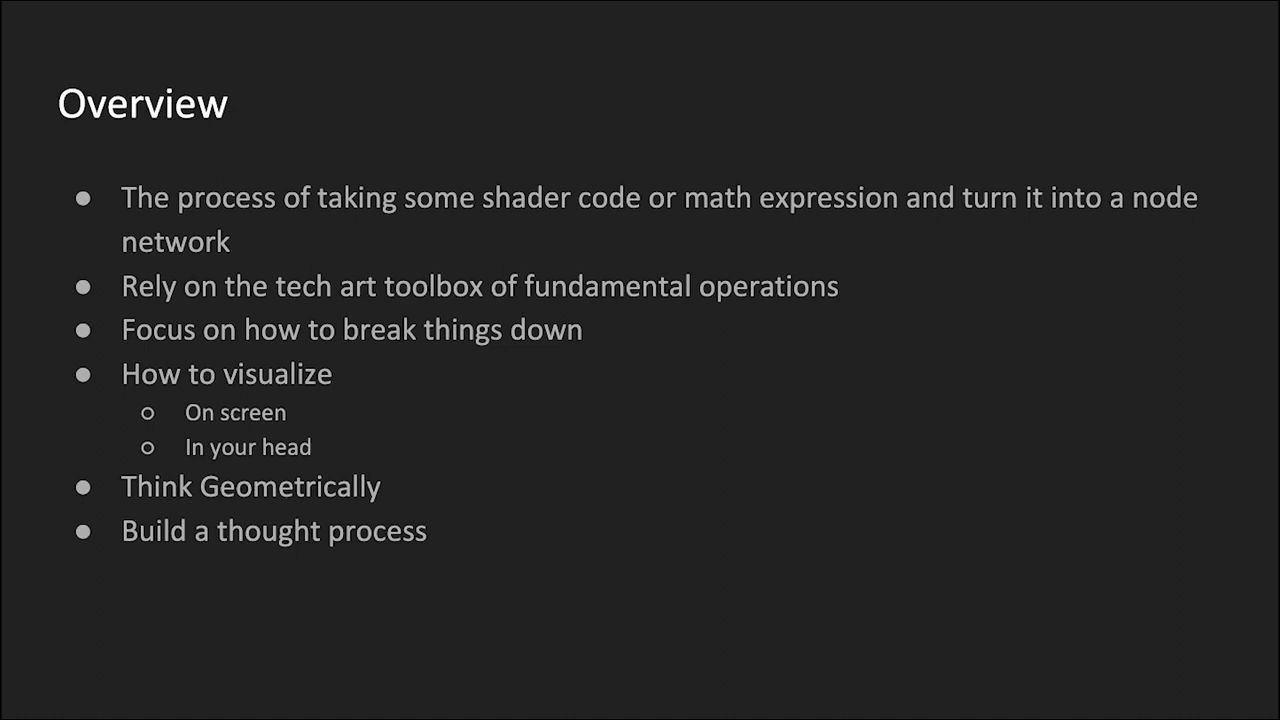 Overview
● The process of taking some shader code or math expression and turn it into a node
network
● Rely on the tech art toolbox of fundamental operations
● Focus on how to break things down
● How to visualize
○ On screen
○ In your head
● Think Geometrically
● Build a thought process